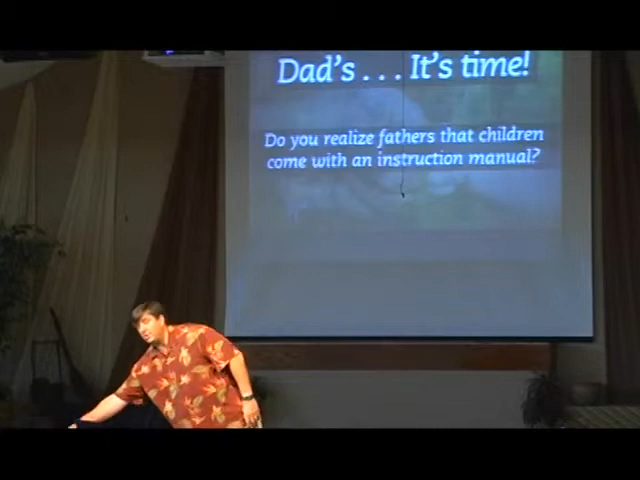 Dad's . . . It's time!
Do you realize fathers that children
come with an instruction manual?